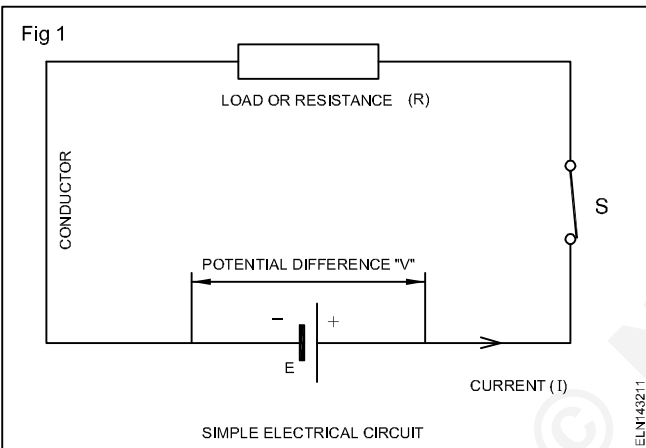 Fig 1
LOAD OR RESISTANCE (R)
CONDUCTOR
S
POTENTIAL DIFFERENCE "V"
− +
E
CURRENT (I)
SIMPLE ELECTRICAL CIRCUIT
ELN143211
©